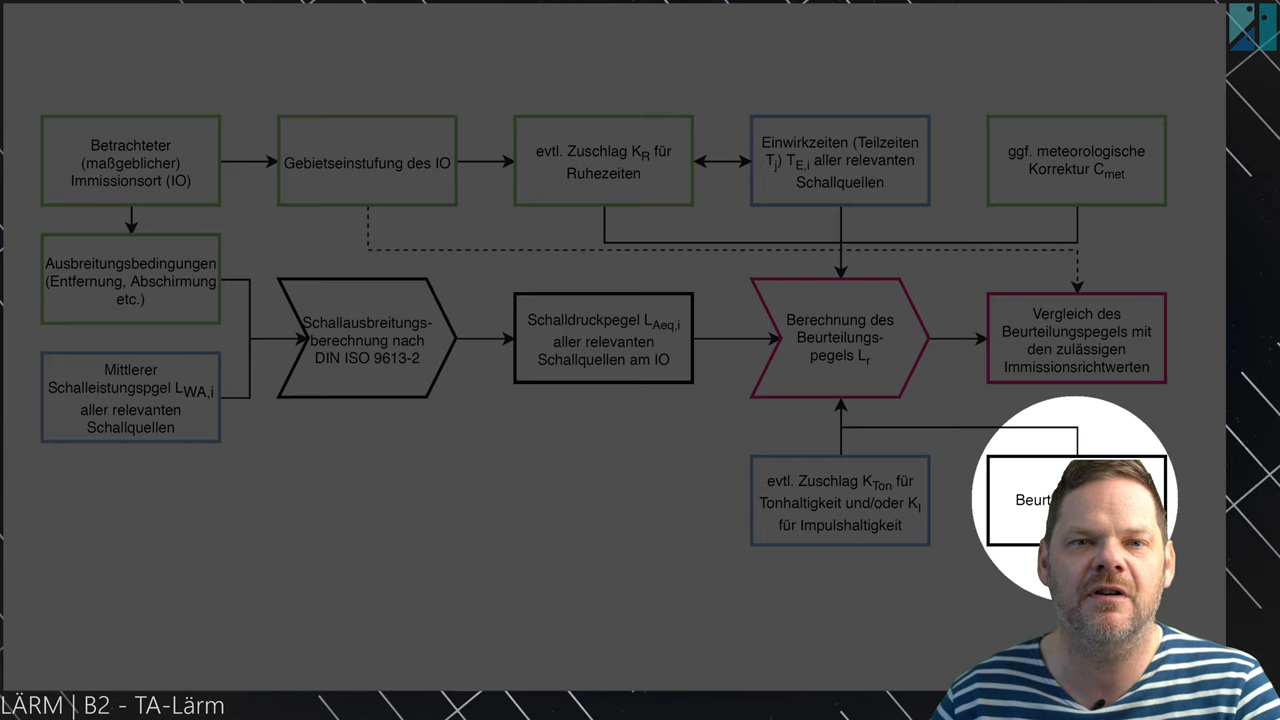 Betrachteter
(maßgeblicher)
Immissionsort (IO)
Gebietseinstufung des IO
evtl. Zuschlag KR für
Ruhezeiten
Einwirkzeiten (Teilzeiten
Tj) TE,i aller relevanten
Schallquellen
ggf. meteorologische
Korrektur Cmet
Ausbreitungsbedingungen
(Entfernung, Abschirmung
etc.)
Schallausbreitungs-
berechnung nach
DIN ISO 9613-2
Schalldruckpegel LAeq,i
aller relevanten
Schallquellen am IO
Berechnung des
Beurteilungs-
pegels Lr
Vergleich des
Beurteilungspegels mit
den zulässigen
Immissionsrichtwerten
Mittlerer
Schalleistungspgel LWA,i
aller relevanten
Schallquellen
evtl. Zuschlag KTon für
Tonhaltigkeit und/oder KI
für Impulshaltigkeit
LÄRM | B2 - TA-Lärm